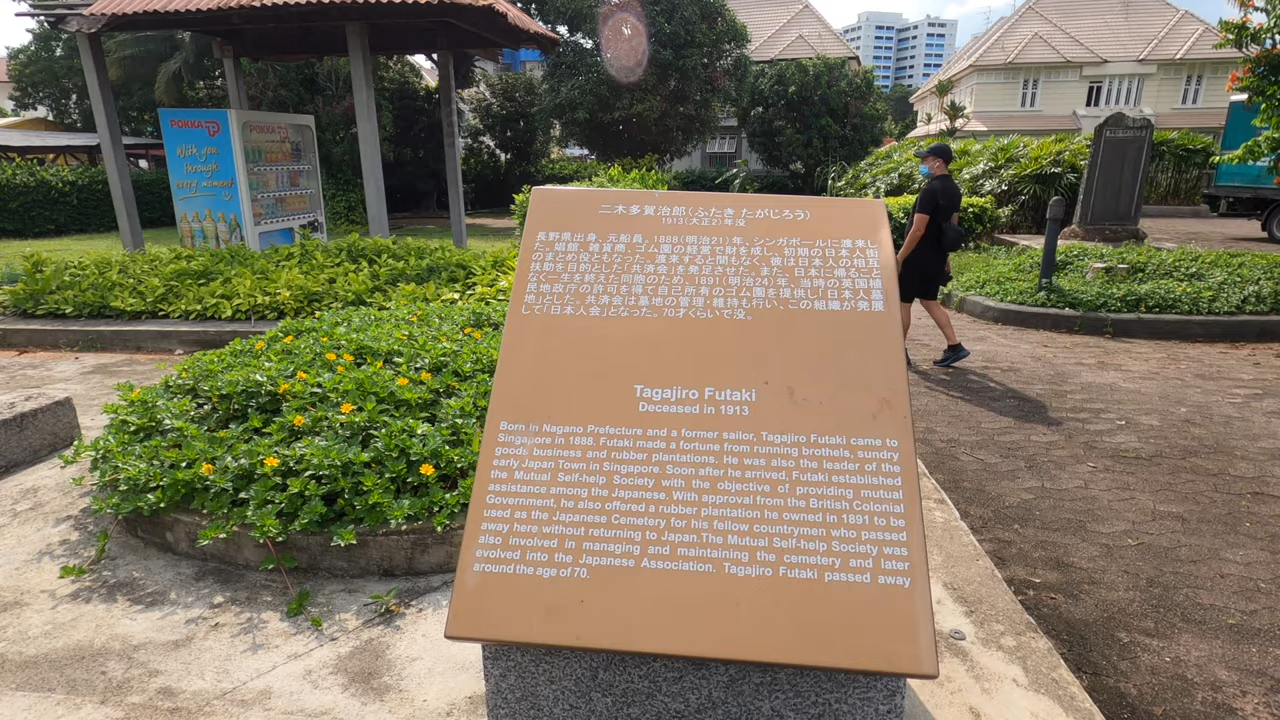 POKKA
With you
through
every moment
POKKA
二木多賀治郎(ふたき たがじろう)
1913(大正2)年没
長野県出身、元船員。1888(明治21)年、シンガポールに渡来し
た。娼館、雑貨商、ゴム園の経営で財を成し、初期の日本人街
のまとめ役ともなった。渡来すると間もなく、彼は日本人の相互
扶助を目的とした「共済会」を発足させた。また、日本に帰ること
なく一生を終えた同胞のため、1891(明治24)年、当時の英国植
民地政庁の許可を得て自己所有のゴム園を提供し「日本人墓
地」とした。共済会は墓地の管理・維持も行い、この組織が発展
して「日本人会」となった。70才くらいで没。
Tagajiro Futaki
Deceased in 1913
Born in Nagano Prefecture and a former sailor, Tagajiro Futaki came to
Singapore in 1888. Futaki made a fortune from running brothels, sundry
goods business and rubber plantations. He was also the leader of the
early Japan Town in Singapore. Soon after he arrived, Futaki established
the Mutual Self-help Society with the objective of providing mutual
assistance among the Japanese. With approval from the British Colonial
Government, he also offered a rubber plantation he owned in 1891 to be
used as the Japanese Cemetery for his fellow countrymen who passed
away here without returning to Japan.The Mutual Self-help Society was
also involved in managing and maintaining the cemetery and later
evolved into the Japanese Association. Tagajiro Futaki passed away
around the age of 70.